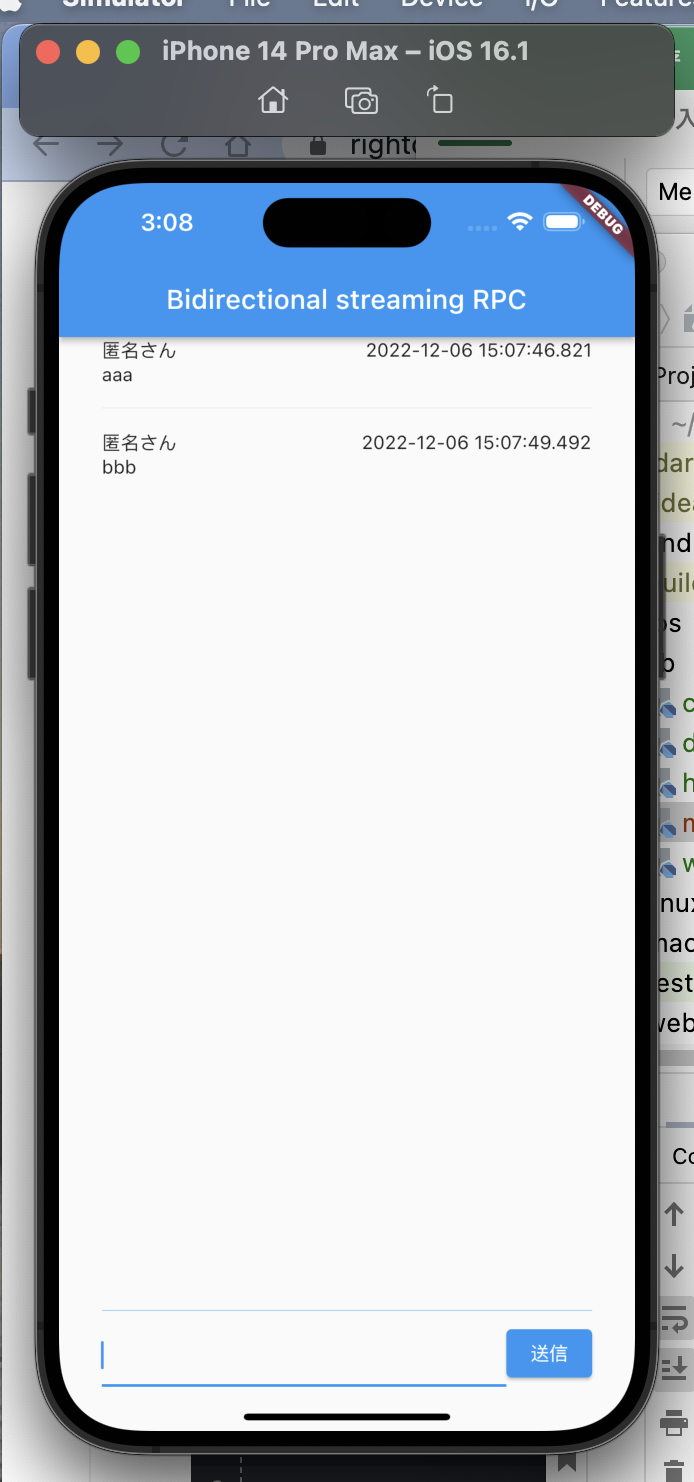 Simulator File Edit Device I/O Features
iPhone 14 Pro Max – iOS 16.1
3:08
DEBUG
Bidirectional streaming RPC
匿名さん 2022-12-06 15:07:46.821
aaa
匿名さん 2022-12-06 15:07:49.492
bbb
送信